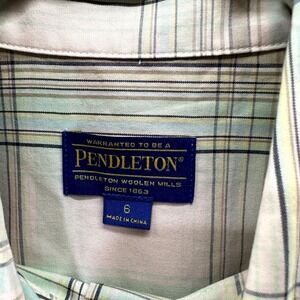 WARRANTED TO BE A
PENDLETON®
PENDLETON WOOLEN MILLS
SINCE 1863
6
MADE IN CHINA